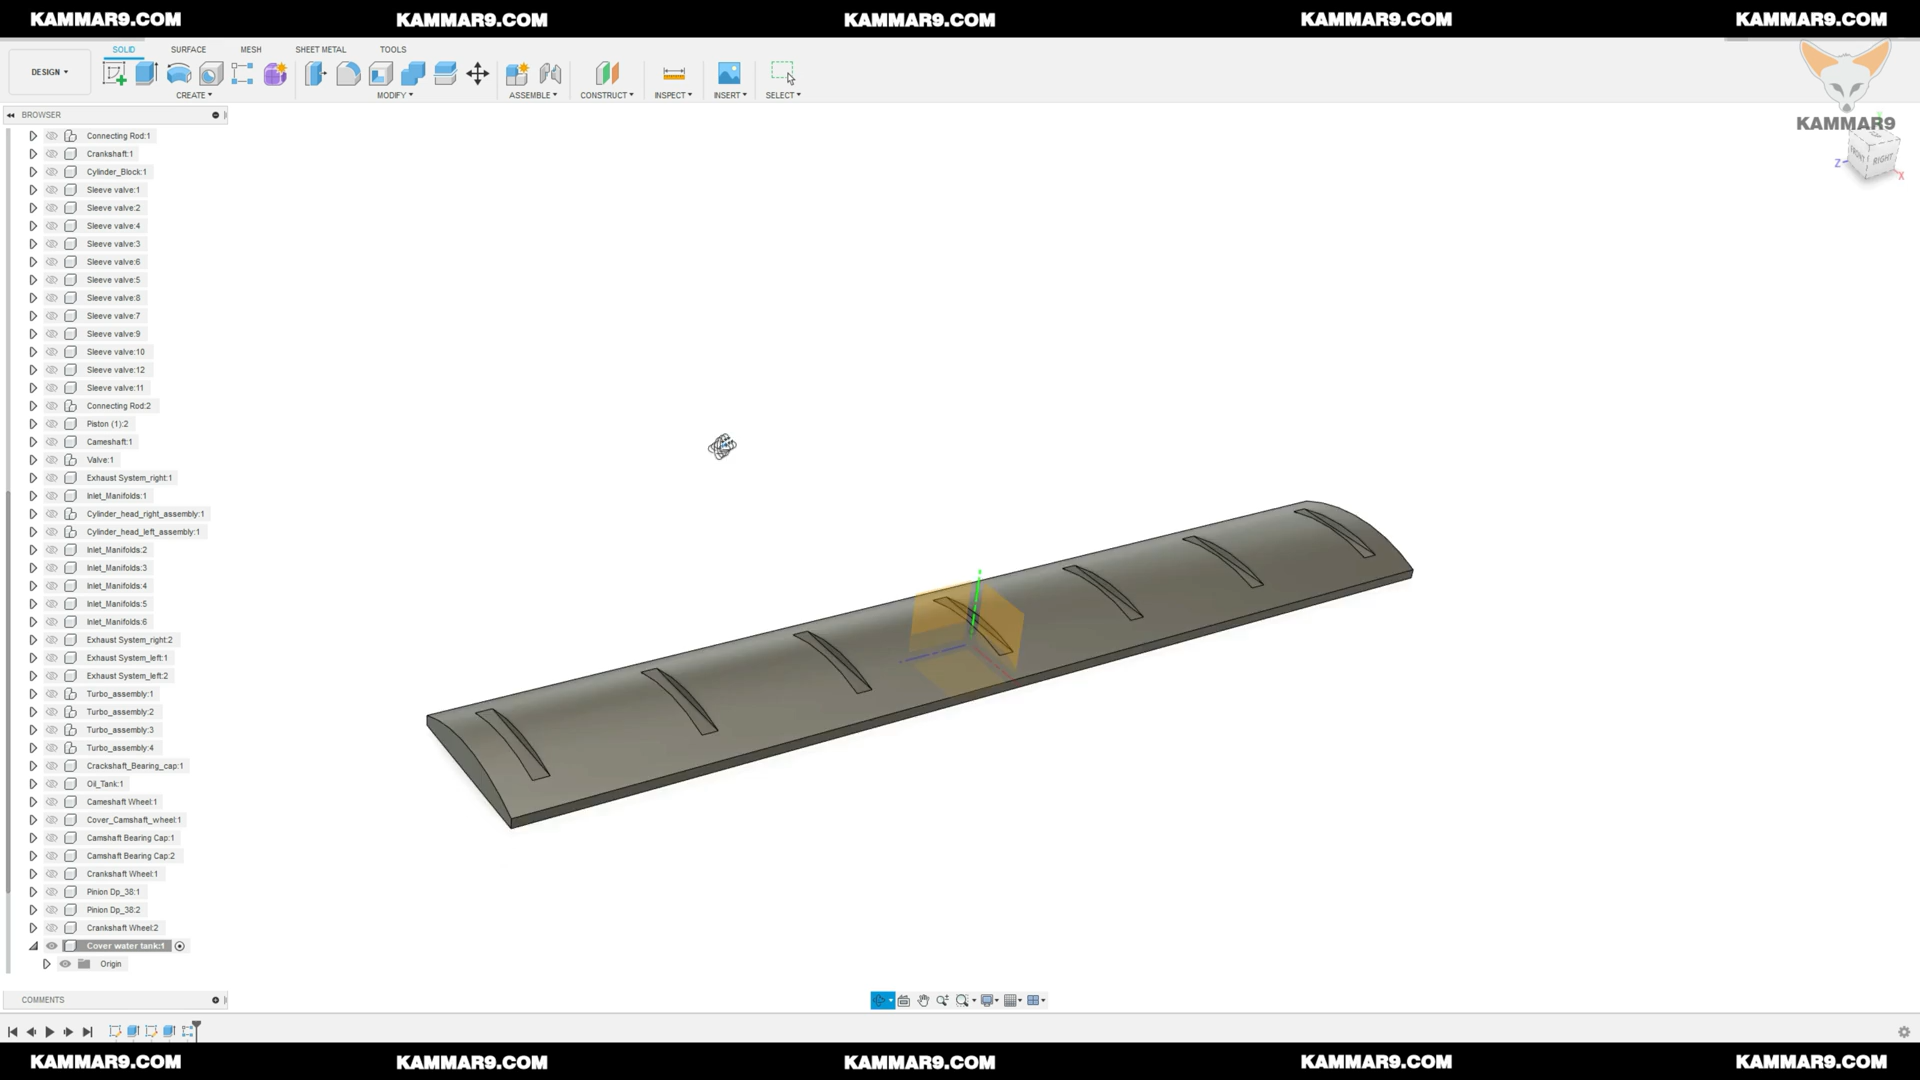 KAMMAR9.COM KAMMAR9.COM KAMMAR9.COM KAMMAR9.COM KAMMAR9.COM
SOLID SURFACE MESH SHEET METAL TOOLS
DESIGN
CREATE MODIFY ASSEMBLE CONSTRUCT INSPECT INSERT SELECT
KAMMAR9
RIGHT
Z
X
BROWSER
Connecting Rod:1
Crankshaft:1
Cylinder_Block:1
Sleeve valve:1
Sleeve valve:2
Sleeve valve:4
Sleeve valve:3
Sleeve valve:6
Sleeve valve:5
Sleeve valve:8
Sleeve valve:7
Sleeve valve:9
Sleeve valve:10
Sleeve valve:12
Sleeve valve:11
Connecting Rod:2
Piston (1):2
Cameshaft:1
Valve:1
Exhaust System_right:1
Inlet_Manifolds:1
Cylinder_head_right_assembly:1
Cylinder_head_left_assembly:1
Inlet_Manifolds:2
Inlet_Manifolds:3
Inlet_Manifolds:4
Inlet_Manifolds:5
Inlet_Manifolds:6
Exhaust System_right:2
Exhaust System_left:1
Exhaust System_left:2
Turbo_assembly:1
Turbo_assembly:2
Turbo_assembly:3
Turbo_assembly:4
Crackshaft_Bearing_cap:1
Oil_Tank:1
Cameshaft Wheel:1
Cover_Camshaft_wheel:1
Camshaft Bearing Cap:1
Camshaft Bearing Cap:2
Crankshaft Wheel:1
Pinion Dp_38:1
Pinion Dp_38:2
Crankshaft Wheel:2
Cover water tank:1
Origin
COMMENTS
KAMMAR9.COM KAMMAR9.COM KAMMAR9.COM KAMMAR9.COM KAMMAR9.COM